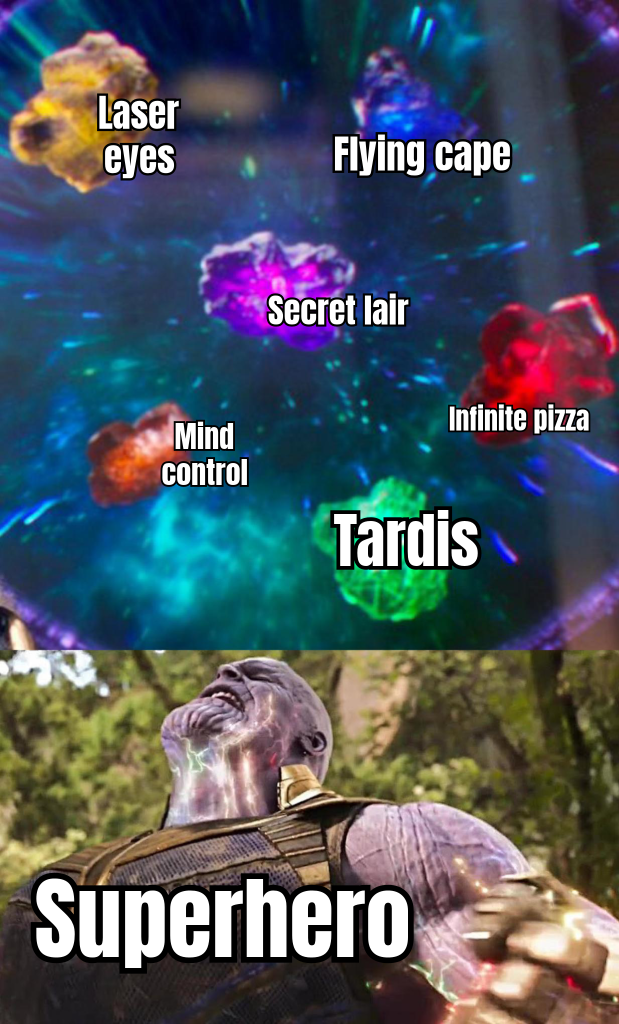 Laser
eyes
Flying cape
Secret lair
Infinite pizza
Mind
control
Tardis
Superhero